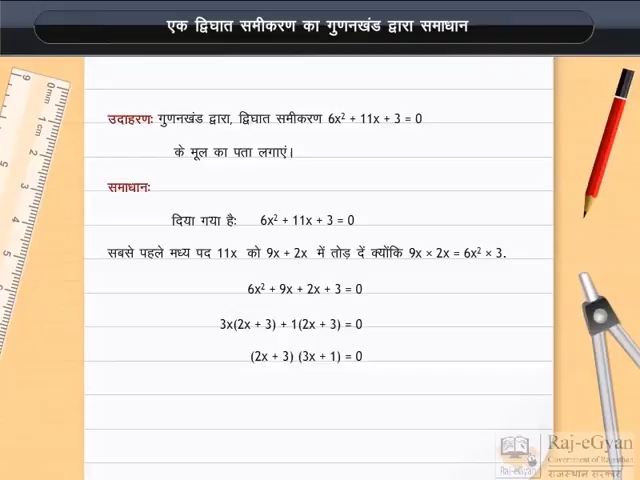 एक द्विघात समीकरण का गुणनखंड द्वारा समाधान
उदाहरण: गुणनखंड द्वारा, द्विघात समीकरण 6x² + 11x + 3 = 0
के मूल का पता लगाएं।
समाधान:
दिया गया है: 6x² + 11x + 3 = 0
सबसे पहले मध्य पद 11x को 9x + 2x में तोड़ दें क्योंकि 9x × 2x = 6x² × 3.
6x² + 9x + 2x + 3 = 0
3x(2x + 3) + 1(2x + 3) = 0
(2x + 3) (3x + 1) = 0
Raj-eGyan
Government of Rajasthan
राजस्थान सरकार
Raj-eGyan